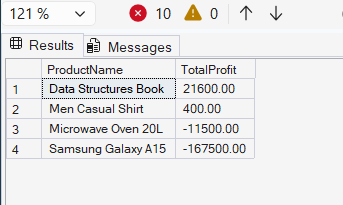 121 % 10 0
Results Messages
ProductName TotalProfit
1 Data Structures Book 21600.00
2 Men Casual Shirt 400.00
3 Microwave Oven 20L -11500.00
4 Samsung Galaxy A15 -167500.00